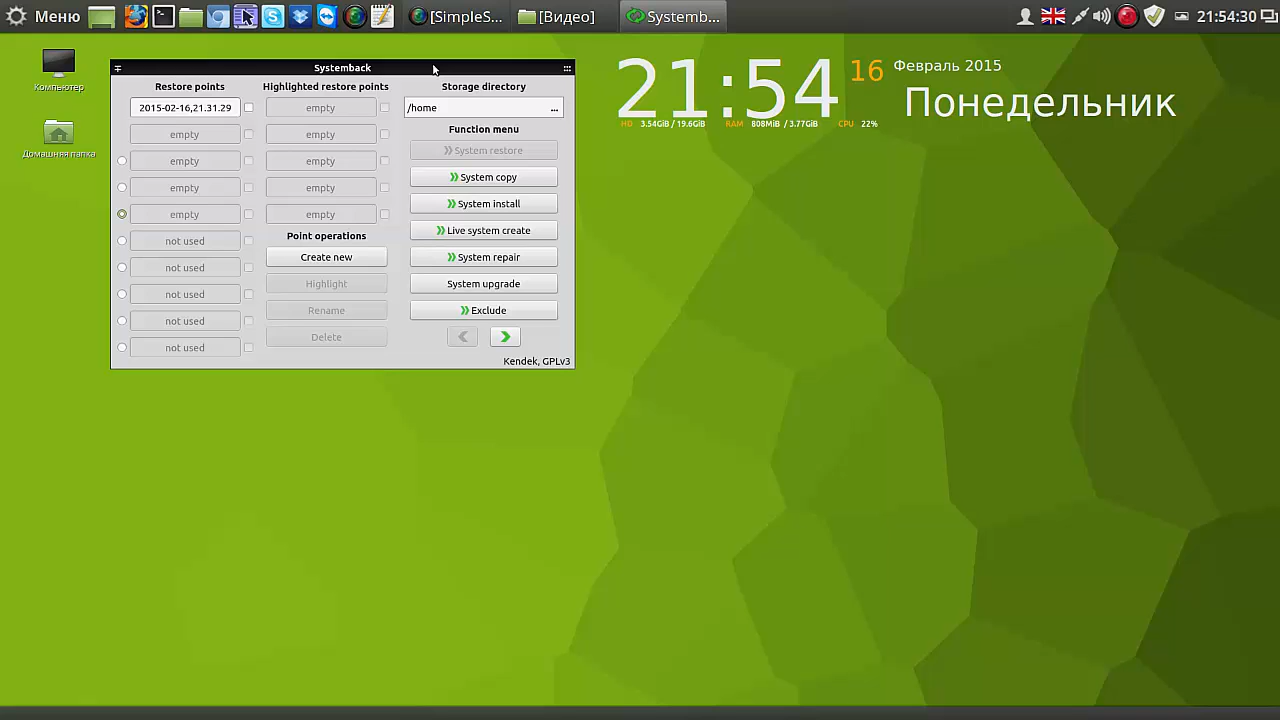 Меню
[SimpleS...
[Видео]
Systemb...
21:54:30
Компьютер
Домашняя папка
Systemback
Restore points
Highlighted restore points
Storage directory
2015-02-16,21.31.29
empty
/home
...
empty
empty
Function menu
empty
empty
System restore
empty
empty
System copy
empty
empty
System install
not used
Point operations
Live system create
not used
Create new
System repair
not used
Highlight
System upgrade
not used
Rename
Exclude
not used
Delete
Kendek, GPLv3
21:54
16
Февраль 2015
Понедельник
HD 3.54GiB / 19.6GiB RAM 808MiB / 3.77GiB CPU 22%